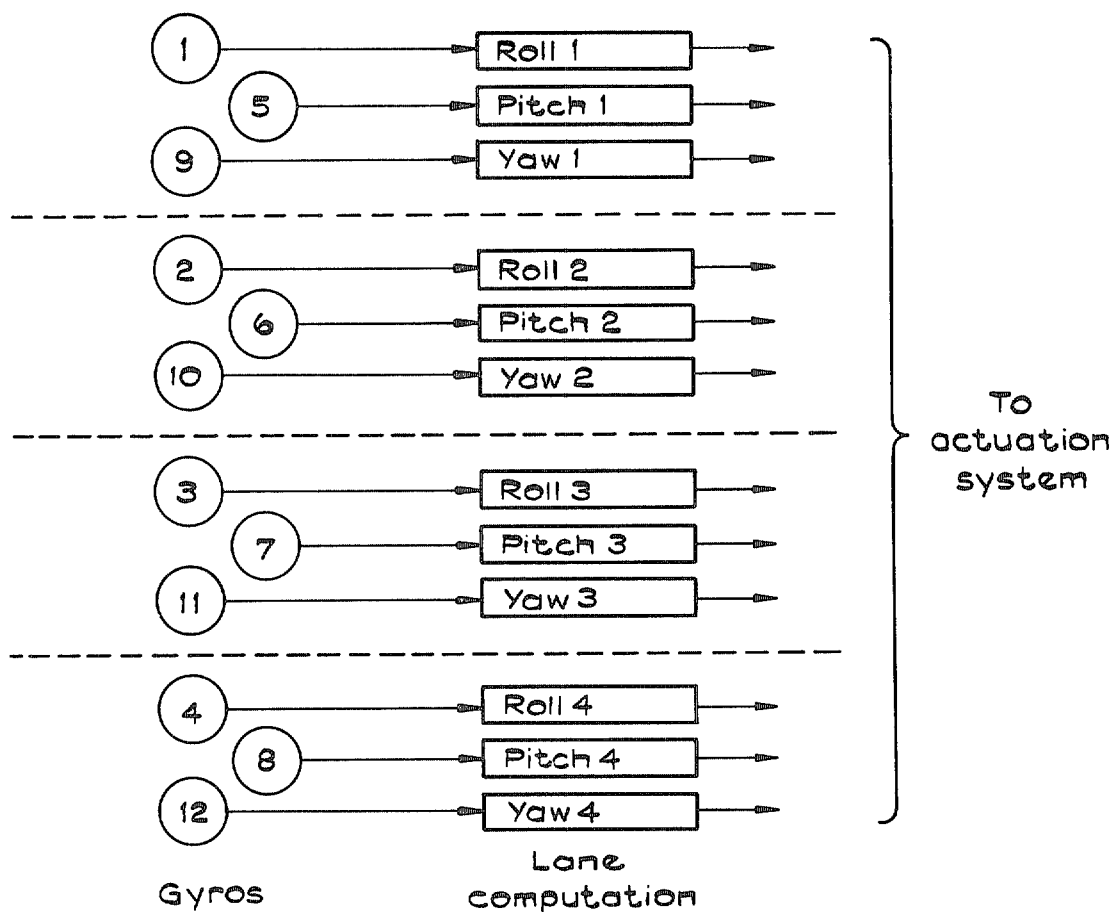 1
Roll 1
5
Pitch 1
9
Yaw 1
2
Roll 2
6
Pitch 2
10
Yaw 2
3
Roll 3
7
Pitch 3
11
Yaw 3
4
Roll 4
8
Pitch 4
12
Yaw 4
To
actuation
system
Gyros
Lane
computation